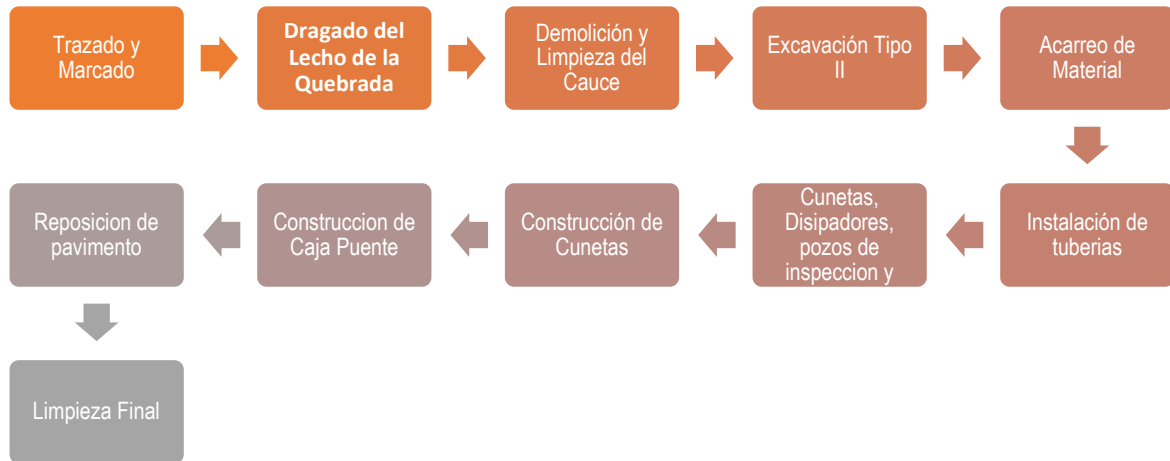 Trazado y
Marcado
Dragado del
Lecho de la
Quebrada
Demolición y
Limpieza del
Cauce
Excavación Tipo
II
Acarreo de
Material
Instalación de
tuberias
Cunetas,
Disipadores,
pozos de
inspeccion y
Construcción de
Cunetas
Construccion de
Caja Puente
Reposicion de
pavimento
Limpieza Final